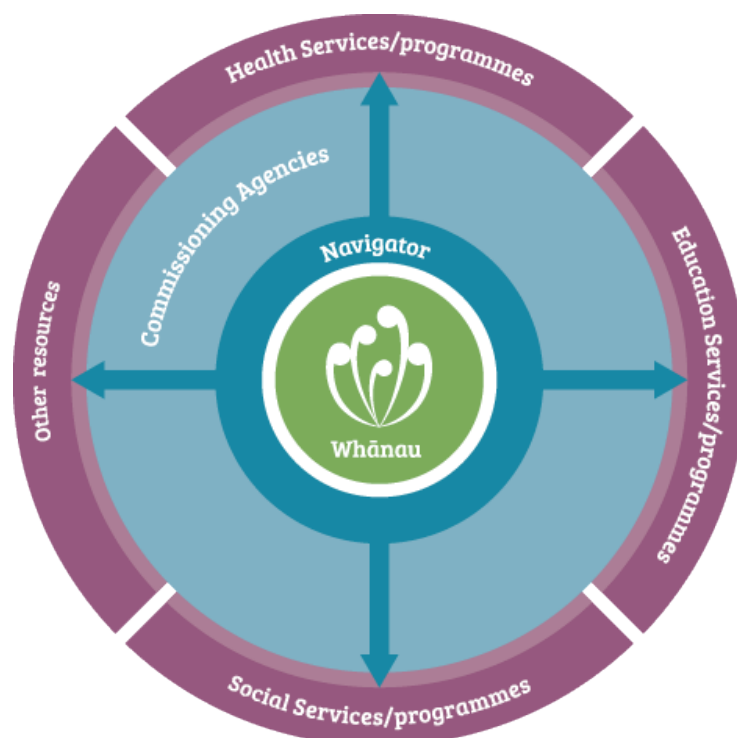 Health Services/programmes
Commissioning Agencies
Navigator
Whānau
Other resources
Education Services/programmes
Social Services/programmes